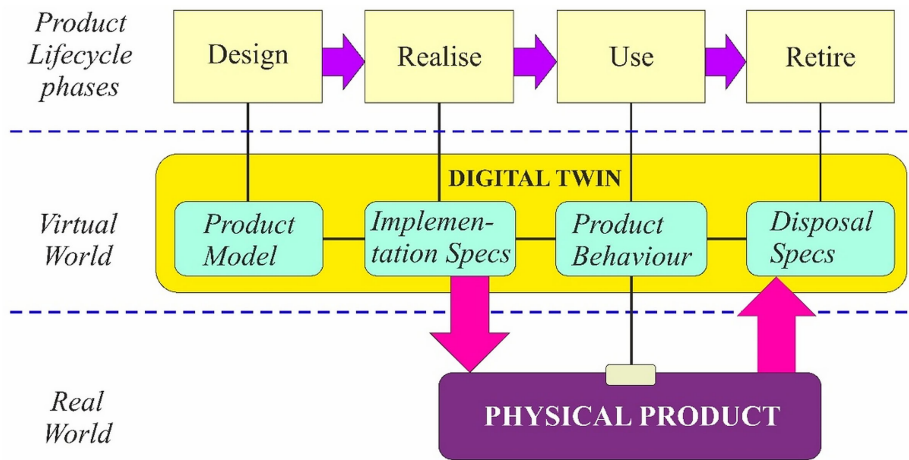 Product
Lifecycle
phases
Design
Realise
Use
Retire
Virtual
World
DIGITAL TWIN
Product
Model
Implemen-
tation Specs
Product
Behaviour
Disposal
Specs
Real
World
PHYSICAL PRODUCT